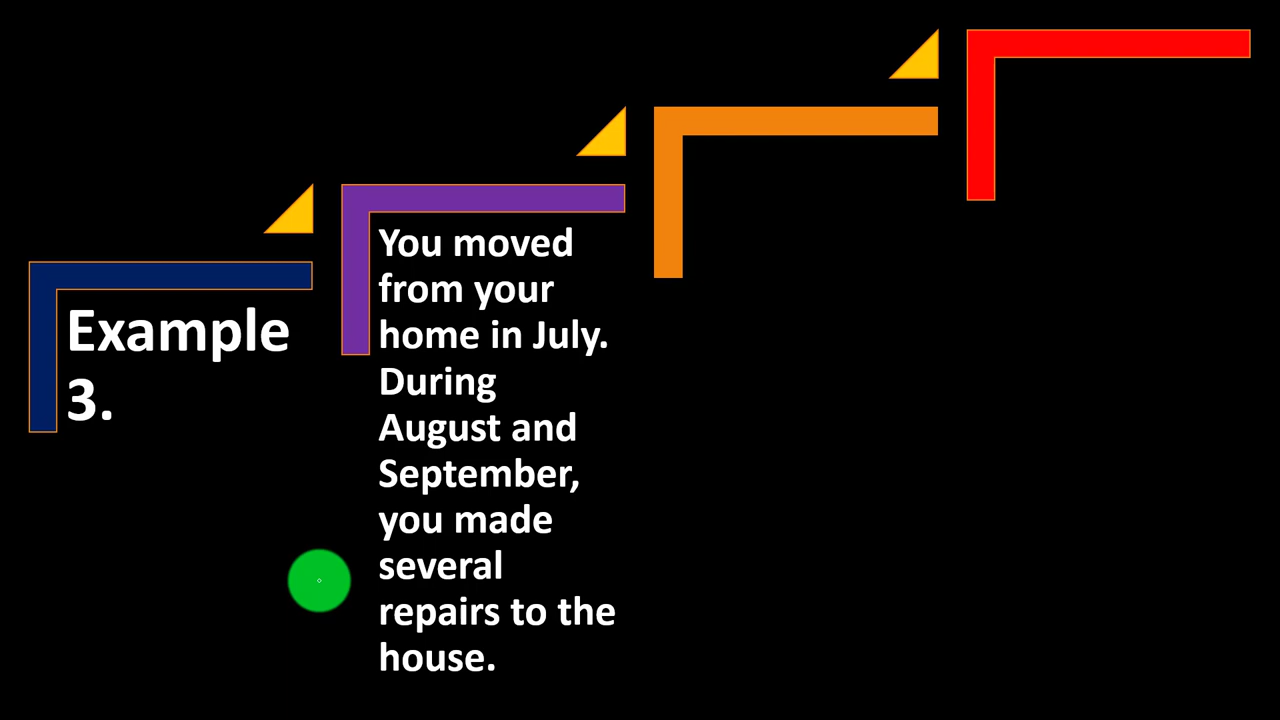 Example
3.
You moved
from your
home in July.
During
August and
September,
you made
several
repairs to the
house.